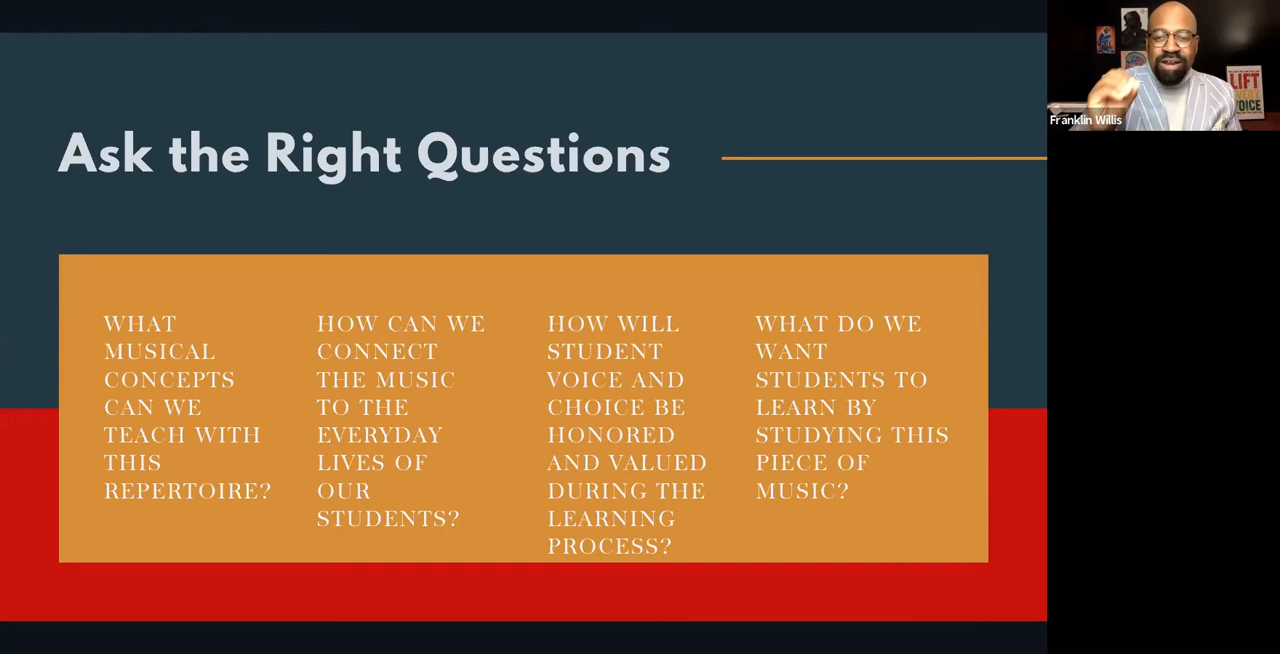 Ask the Right Questions
WHAT
MUSICAL
CONCEPTS
CAN WE
TEACH WITH
THIS
REPERTOIRE?
HOW CAN WE
CONNECT
THE MUSIC
TO THE
EVERYDAY
LIVES OF
OUR
STUDENTS?
HOW WILL
STUDENT
VOICE AND
CHOICE BE
HONORED
AND VALUED
DURING THE
LEARNING
PROCESS?
WHAT DO WE
WANT
STUDENTS TO
LEARN BY
STUDYING THIS
PIECE OF
MUSIC?
LIFT
VOICE
Franklin Willis